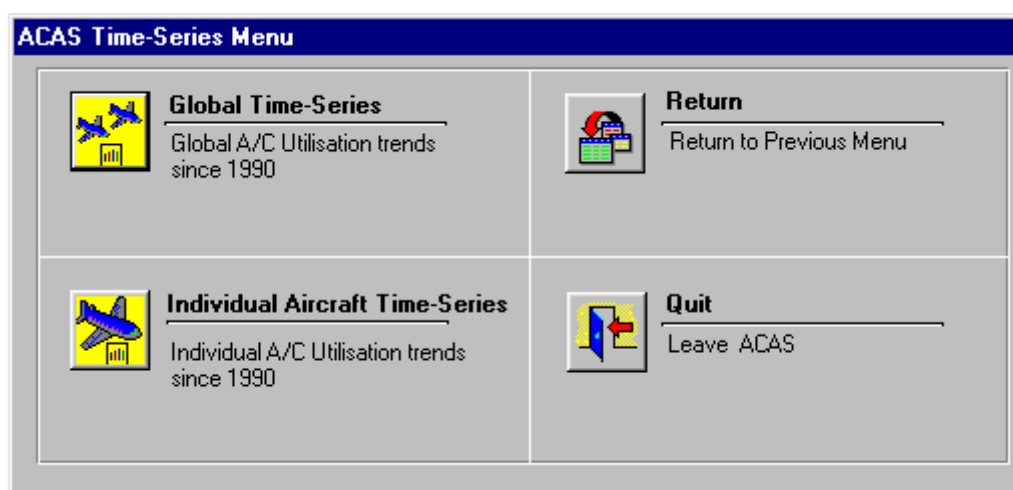 ACAS Time-Series Menu
Global Time-Series
Global A/C Utilisation trends
since 1990
Return
Return to Previous Menu
Individual Aircraft Time-Series
Individual A/C Utilisation trends
since 1990
Quit
Leave ACAS